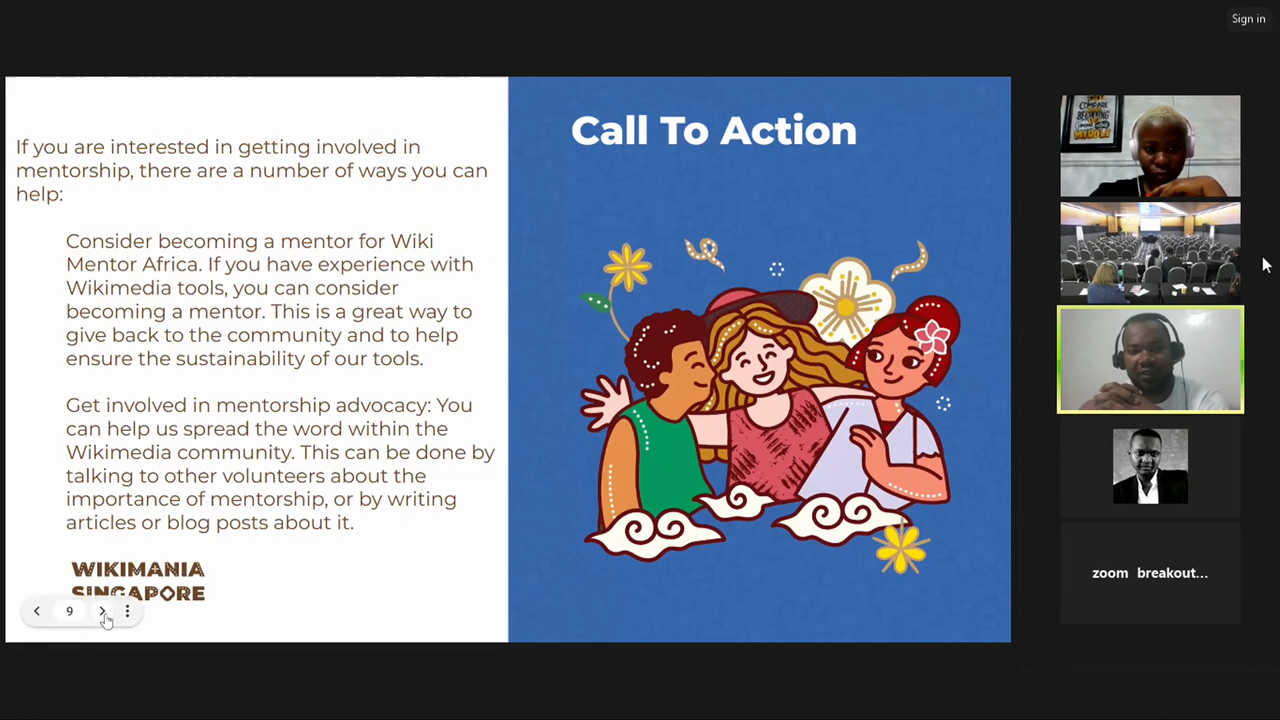 Sign in
If you are interested in getting involved in
mentorship, there are a number of ways you can
help:
Consider becoming a mentor for Wiki
Mentor Africa. If you have experience with
Wikimedia tools, you can consider
becoming a mentor. This is a great way to
give back to the community and to help
ensure the sustainability of our tools.
Get involved in mentorship advocacy: You
can help us spread the word within the
Wikimedia community. This can be done by
talking to other volunteers about the
importance of mentorship, or by writing
articles or blog posts about it.
WIKIMANIA
SINGAPORE
9
Call To Action
COMPARE
BEGINNING
MIDDLE
zoom breakout...